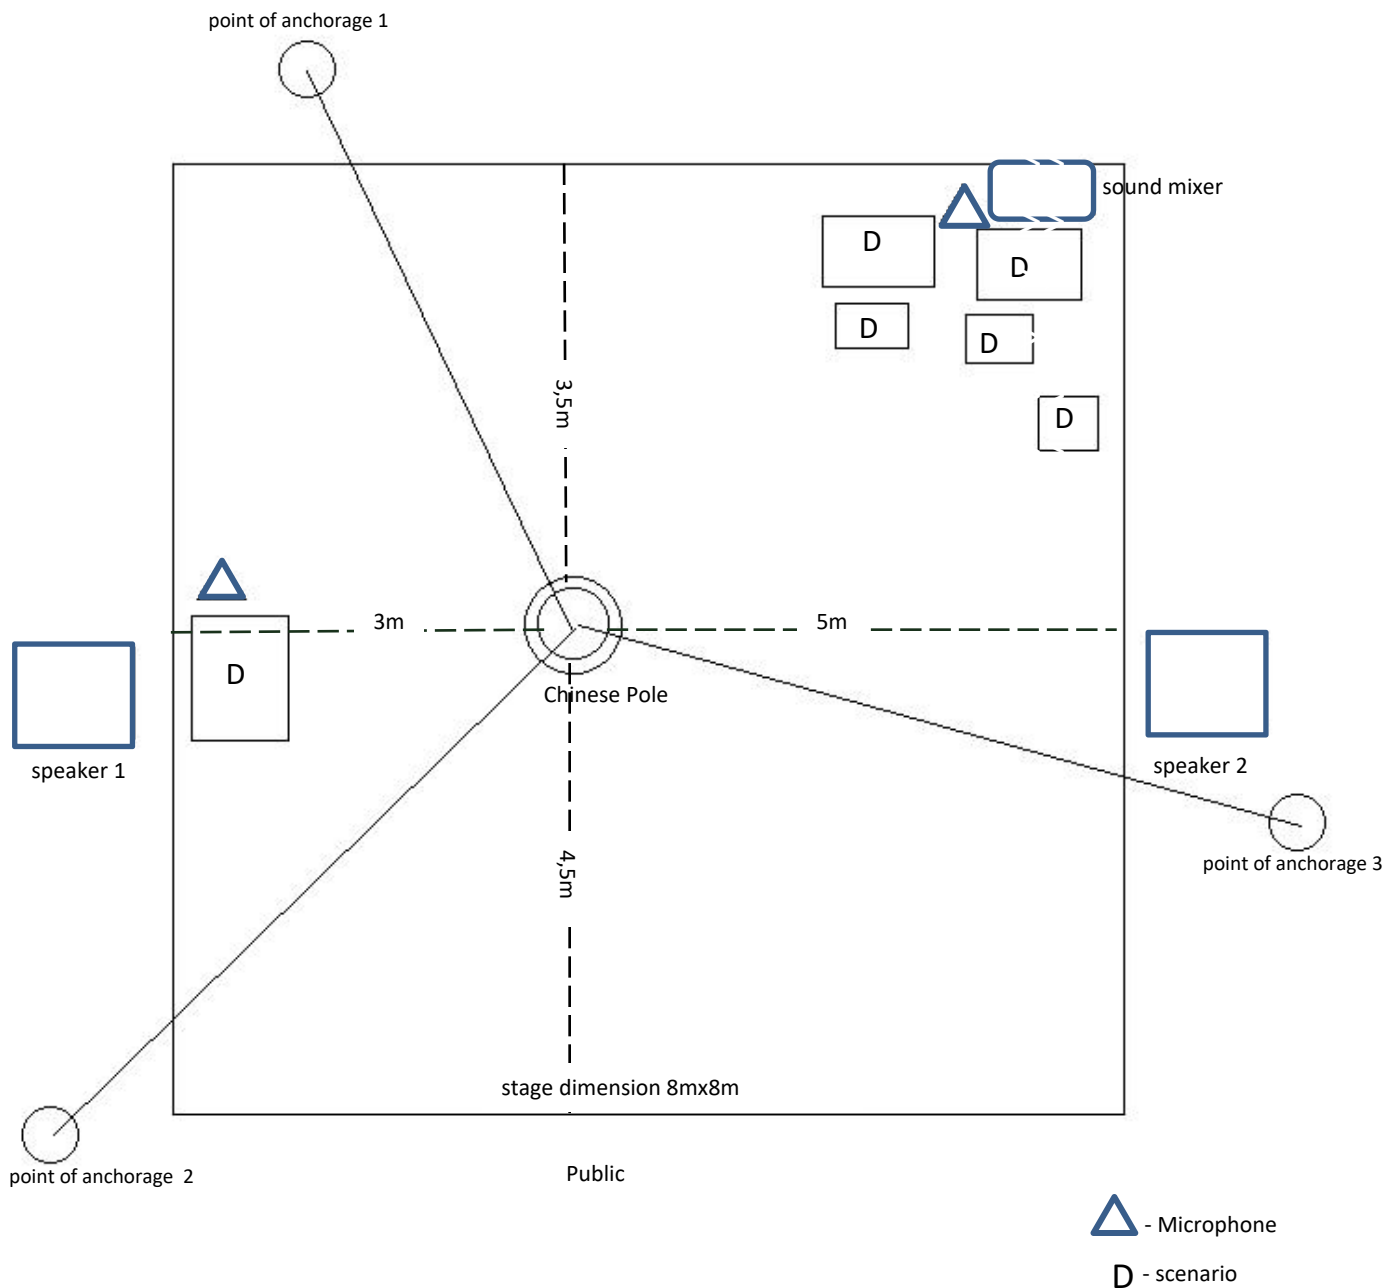 point of anchorage 1
sound mixer
D
D
D
D
3,5m
D
3m
5m
D
Chinese Pole
speaker 1
speaker 2
4,5m
point of anchorage 3
stage dimension 8mx8m
point of anchorage 2
Public
- Microphone
D - scenario